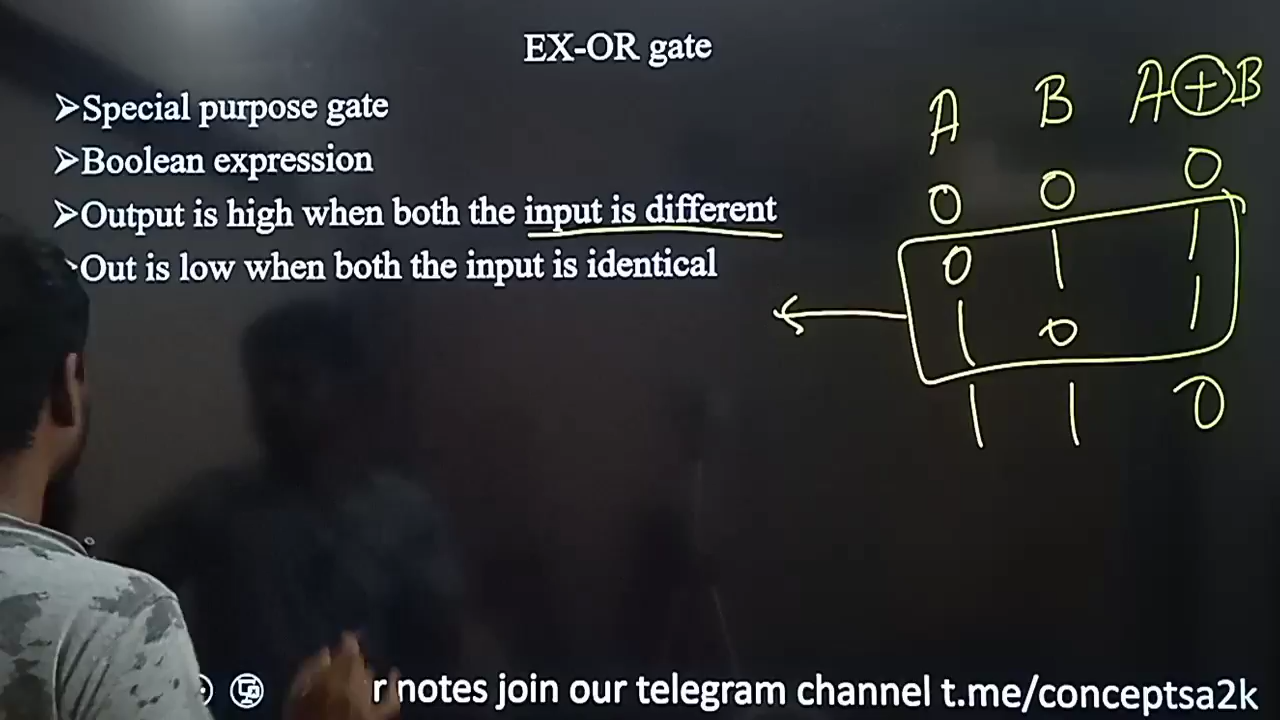 EX-OR gate
➢Special purpose gate
➢Boolean expression
➢Output is high when both the input is different
➢Out is low when both the input is identical
A B A⊕B
0 0 0
0 1 1
1 0 1
1 1 0
r notes join our telegram channel t.me/conceptsa2k